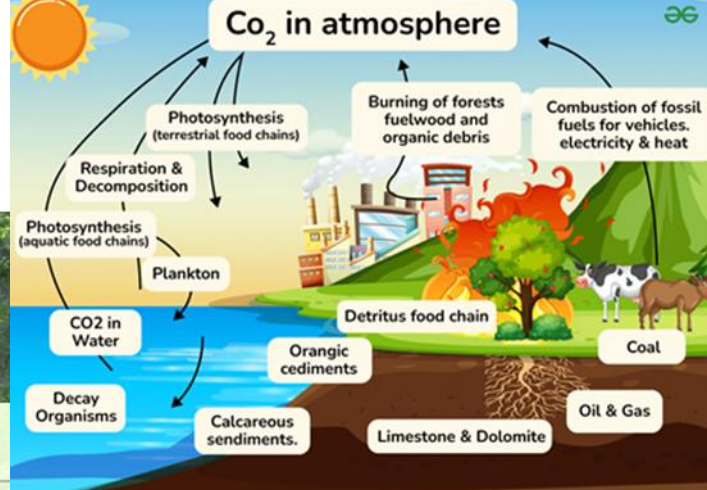 Co₂ in atmosphere
Photosynthesis
(terrestrial food chains)
Burning of forests
fuelwood and
organic debris
Combustion of fossil
fuels for vehicles.
electricity & heat
Respiration &
Decomposition
Photosynthesis
(aquatic food chains)
Plankton
CO2 in
Water
Detritus food chain
Orangic
cediments
Coal
Decay
Organisms
Calcareous
sendiments.
Oil & Gas
Limestone & Dolomite